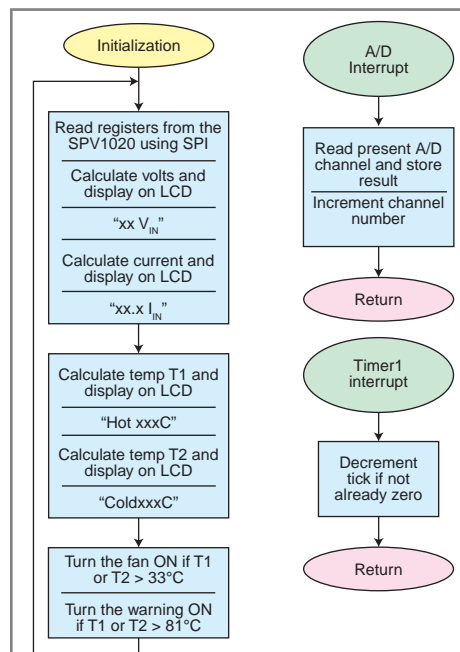 Initialization
Read registers from the
SPV1020 using SPI
Calculate volts and
display on LCD
“xx VIN”
Calculate current and
display on LCD
“xx.x IIN”
Calculate temp T1 and
display on LCD
“Hot xxxC”
Calculate temp T2 and
display on LCD
“ColdxxxC”
Turn the fan ON if T1
or T2 > 33°C
Turn the warning ON
if T1 or T2 > 81°C
A/D
Interrupt
Read present A/D
channel and store
result
Increment channel
number
Return
Timer1
interrupt
Decrement
tick if not
already zero
Return